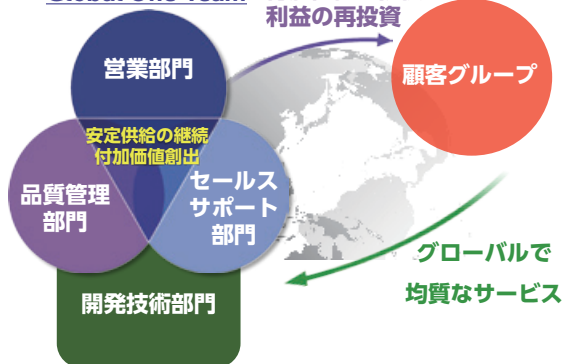 Global One Team
利益の再投資
営業部門
顧客グループ
安定供給の継続
付加価値創出
品質管理
部門
セールス
サポート
部門
グローバルで
均質なサービス
開発技術部門